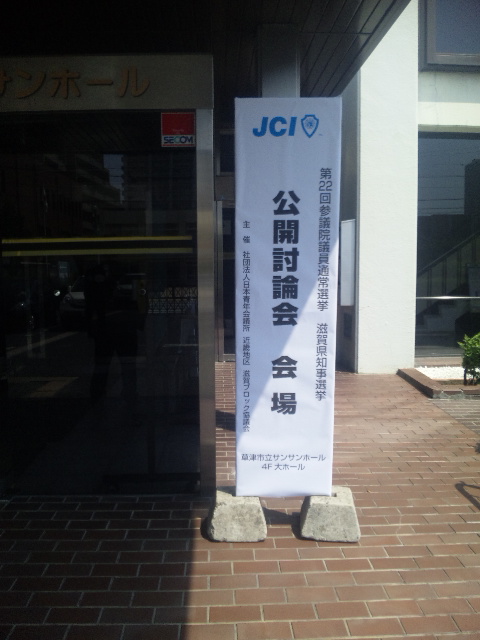 サンホール
SECOM
JCI
第22回参議院議員通常選挙 滋賀県知事選挙
公開討論会 会場
主催 社団法人日本青年会議所 近畿地区 滋賀ブロック協議会
草津市立サンサンホール
4F 大ホール